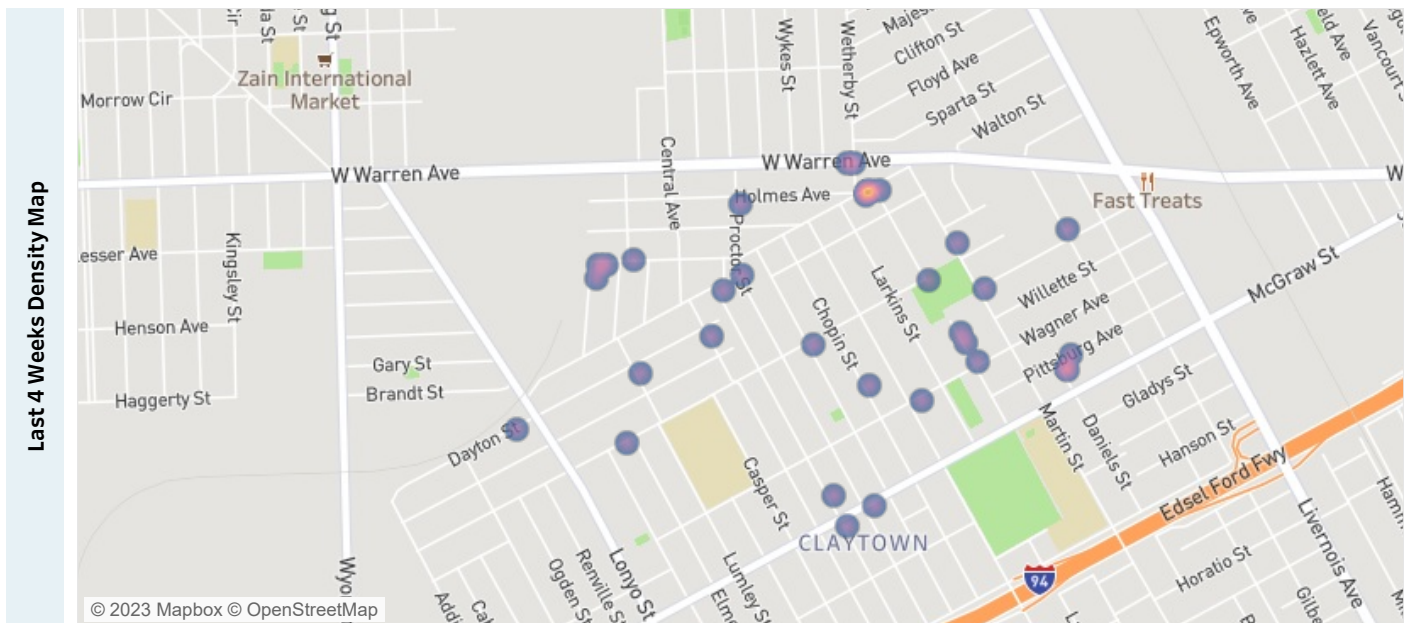 Last 4 Weeks Density Map
Zain International
Market
Morrow Cir
Wykes St
Wetherby St
Clifton St
Floyd Ave
Sparta St
Walton St
Epworth Ave
Hazlett Ave
W Warren Ave
W Warren Ave
Central Ave
Holmes Ave
Proctor St
Fast Treats
Kingsley St
McGraw St
Larkins St
Willette St
Wagner Ave
Pittsburg Ave
Chopin St
Henson Ave
Gary St
Brandt St
Haggerty St
Gladys St
Martin St
Daniels St
Hanson St
Dayton St
Casper St
Edsel Ford Fwy
CLAYTOWN
94
Livernois Ave
Horatio St
Lonyo St
Renville S
Ogden St
Lumley St
© 2023 Mapbox © OpenStreetMap